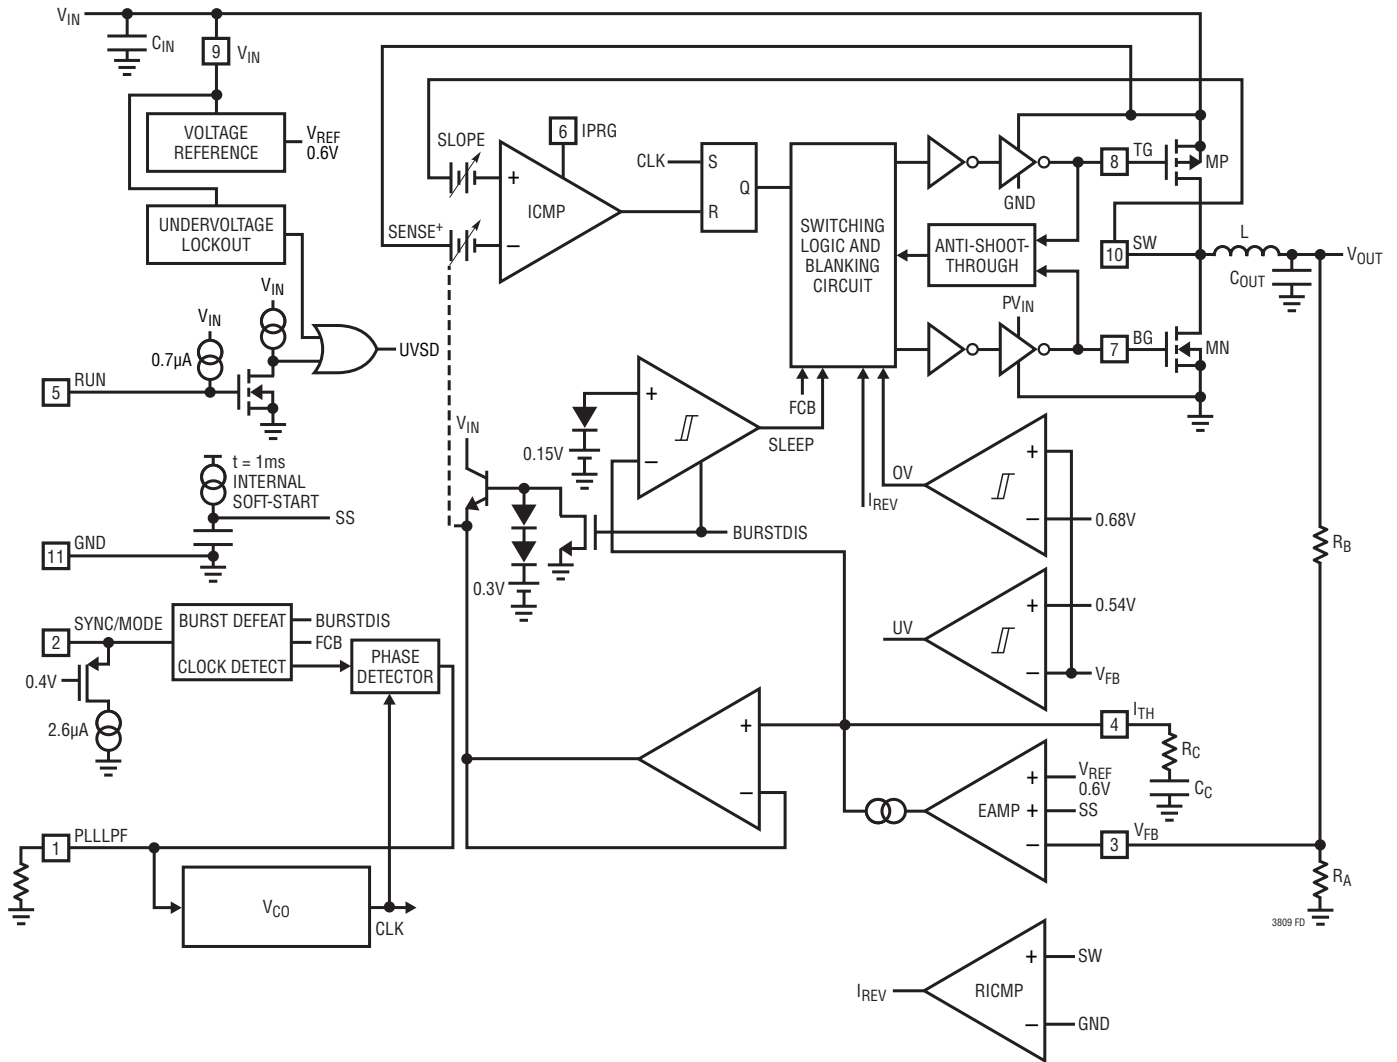 VIN
CIN
9
VIN
VOLTAGE
REFERENCE
VREF
0.6V
UNDERVOLTAGE
LOCKOUT
VIN
VIN
0.7µA
UVSD
5
RUN
t = 1ms
INTERNAL
SOFT-START
SS
11
GND
2
SYNC/MODE
BURST DEFEAT
CLOCK DETECT
BURSTDIS
FCB
PHASE
DETECTOR
0.4V
2.6µA
1
PLLLPF
VCO
CLK
SLOPE
6
IPRG
+
ICMP
SENSE+
–
CLK
S
Q
R
SWITCHING
LOGIC AND
BLANKING
CIRCUIT
GND
ANTI-SHOOT-
THROUGH
PVIN
8
TG
MP
10
SW
L
VOUT
COUT
7
BG
MN
FCB
SLEEP
IREV
OV
VIN
0.15V
+
–
0.3V
BURSTDIS
+
–
0.68V
RB
UV
+
0.54V
–
VFB
+
–
4
ITH
RC
CC
EAMP
+
VREF
0.6V
+
SS
–
3
VFB
RA
3809 FD
IREV
RICMP
+
SW
–
GND